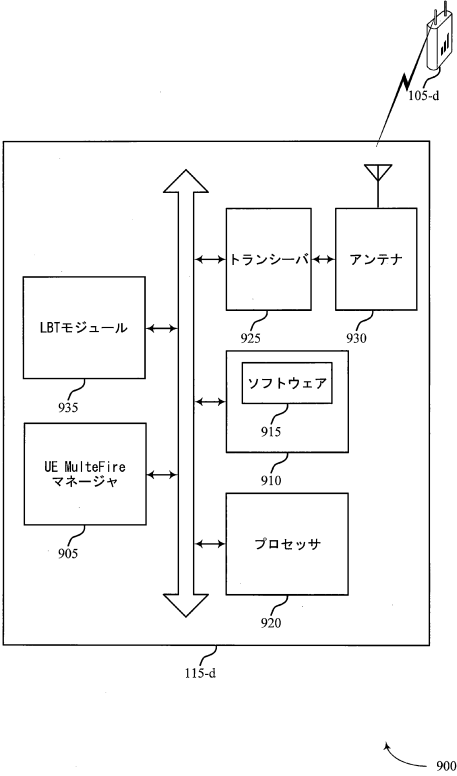 105-d
トランシーバ
925
アンテナ
930
LBTモジュール
935
ソフトウェア
915
910
UE MulteFire
マネージャ
905
プロセッサ
920
115-d
900